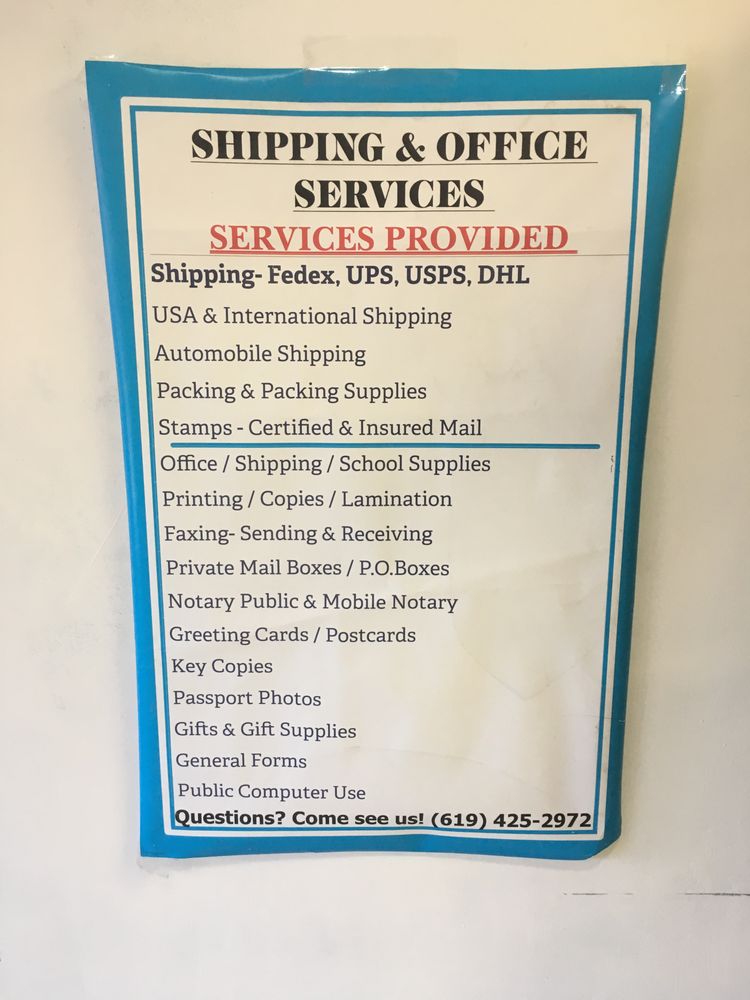 SHIPPING & OFFICE
SERVICES
SERVICES PROVIDED
Shipping- Fedex, UPS, USPS, DHL
USA & International Shipping
Automobile Shipping
Packing & Packing Supplies
Stamps - Certified & Insured Mail
Office / Shipping / School Supplies
Printing / Copies / Lamination
Faxing- Sending & Receiving
Private Mail Boxes / P.O.Boxes
Notary Public & Mobile Notary
Greeting Cards / Postcards
Key Copies
Passport Photos
Gifts & Gift Supplies
General Forms
Public Computer Use
Questions? Come see us! (619) 425-2972